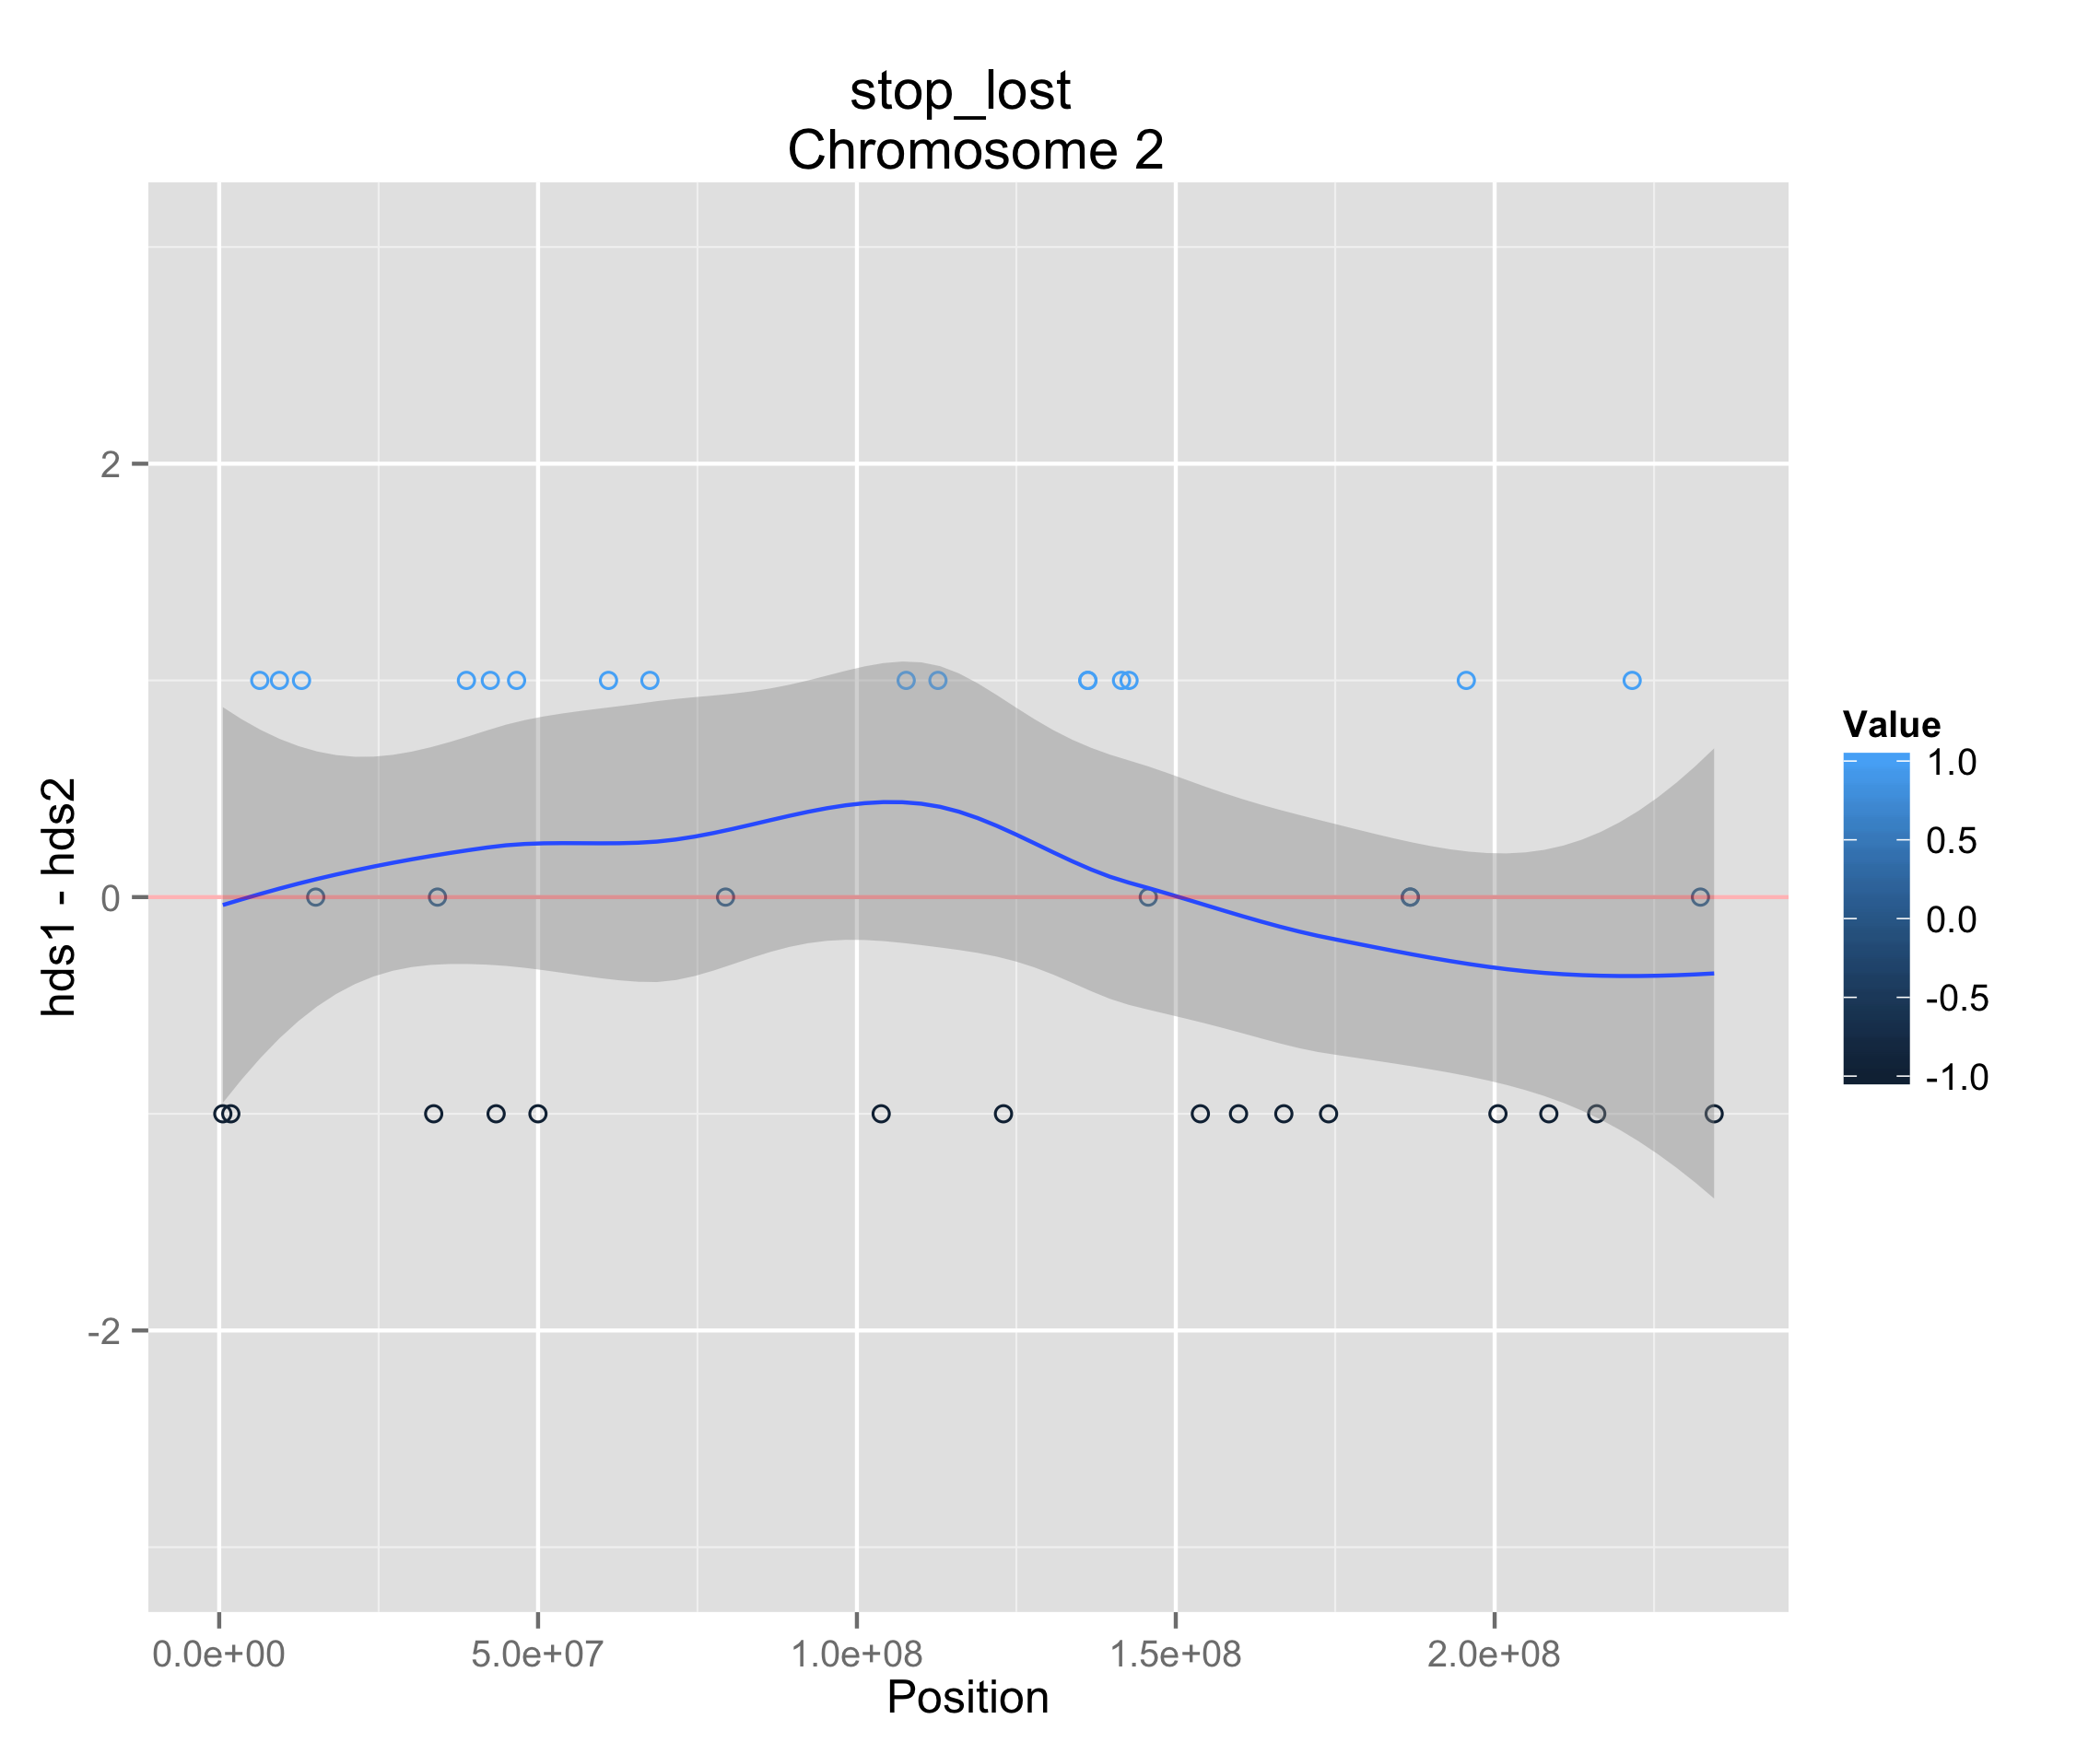 stop_lost
Chromosome 2
hds1 - hds2
2
0
-2
0.0e+00 5.0e+07 1.0e+08 1.5e+08 2.0e+08
Position
Value
1.0
0.5
0.0
-0.5
-1.0